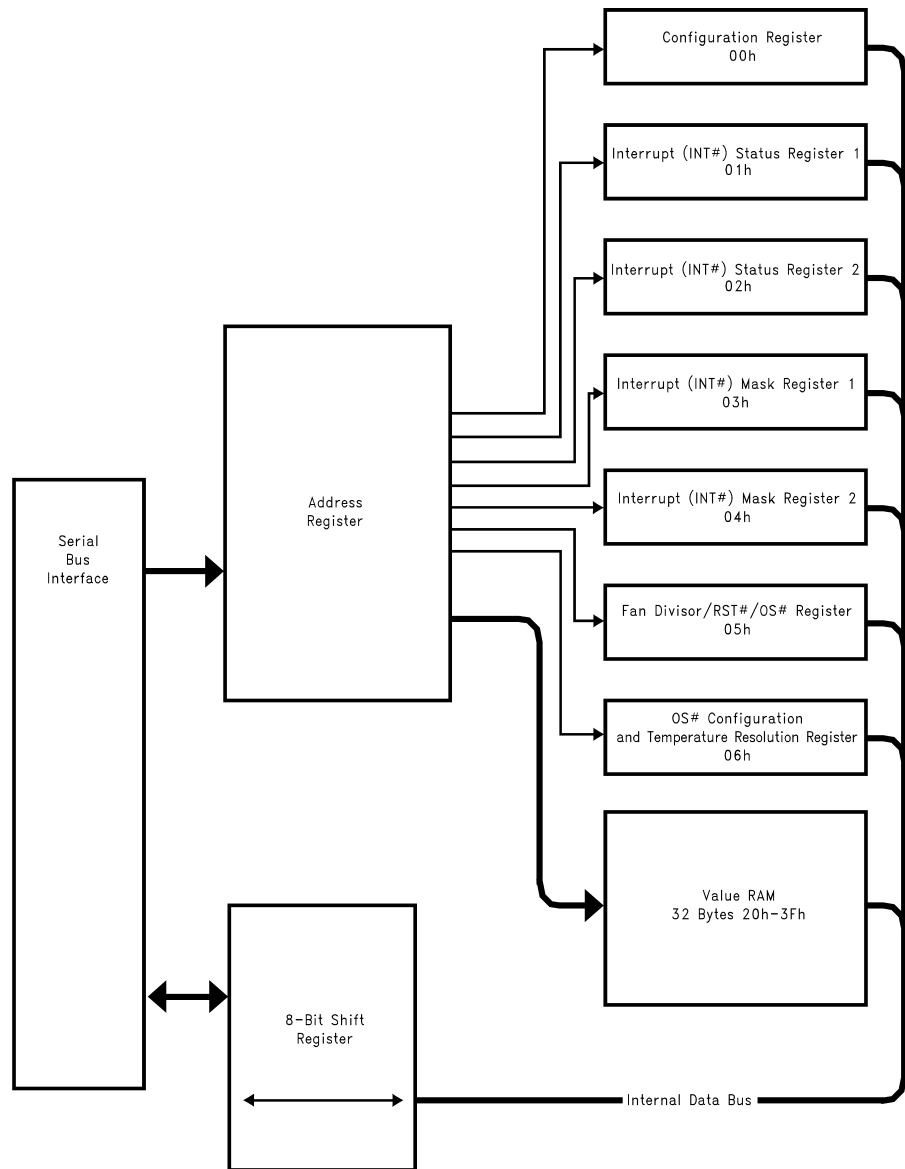 Configuration Register
00h
Interrupt (INT#) Status Register 1
01h
Interrupt (INT#) Status Register 2
02h
Interrupt (INT#) Mask Register 1
03h
Interrupt (INT#) Mask Register 2
04h
Fan Divisor/RST#/OS# Register
05h
OS# Configuration
and Temperature Resolution Register
06h
Value RAM
32 Bytes 20h-3Fh
Address
Register
Serial
Bus
Interface
8-Bit Shift
Register
Internal Data Bus